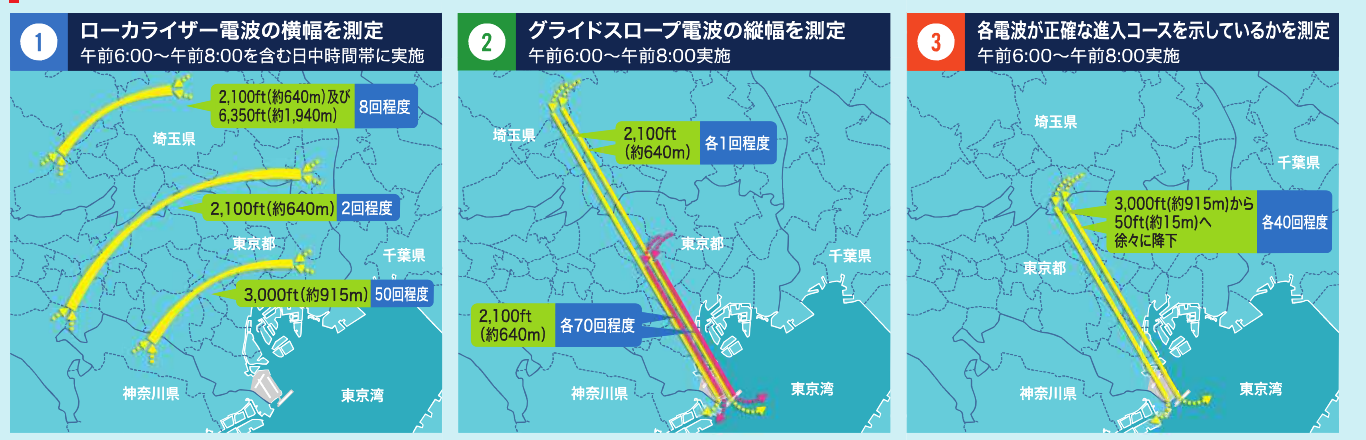 1
ローカライザー電波の横幅を測定
午前6:00～午前8:00を含む日中時間帯に実施
2,100ft(約640m)及び
6,350ft(約1,940m)
8回程度
埼玉県
2,100ft(約640m)
2回程度
東京都
千葉県
3,000ft(約915m)
50回程度
神奈川県
東京湾
2
グライドスロープ電波の縦幅を測定
午前6:00～午前8:00実施
埼玉県
2,100ft
(約640m)
各1回程度
東京都
千葉県
2,100ft
(約640m)
各70回程度
神奈川県
東京湾
3
各電波が正確な進入コースを示しているかを測定
午前6:00～午前8:00実施
埼玉県
千葉県
3,000ft(約915m)から
50ft(約15m)へ
徐々に降下
各40回程度
東京都
神奈川県
東京湾